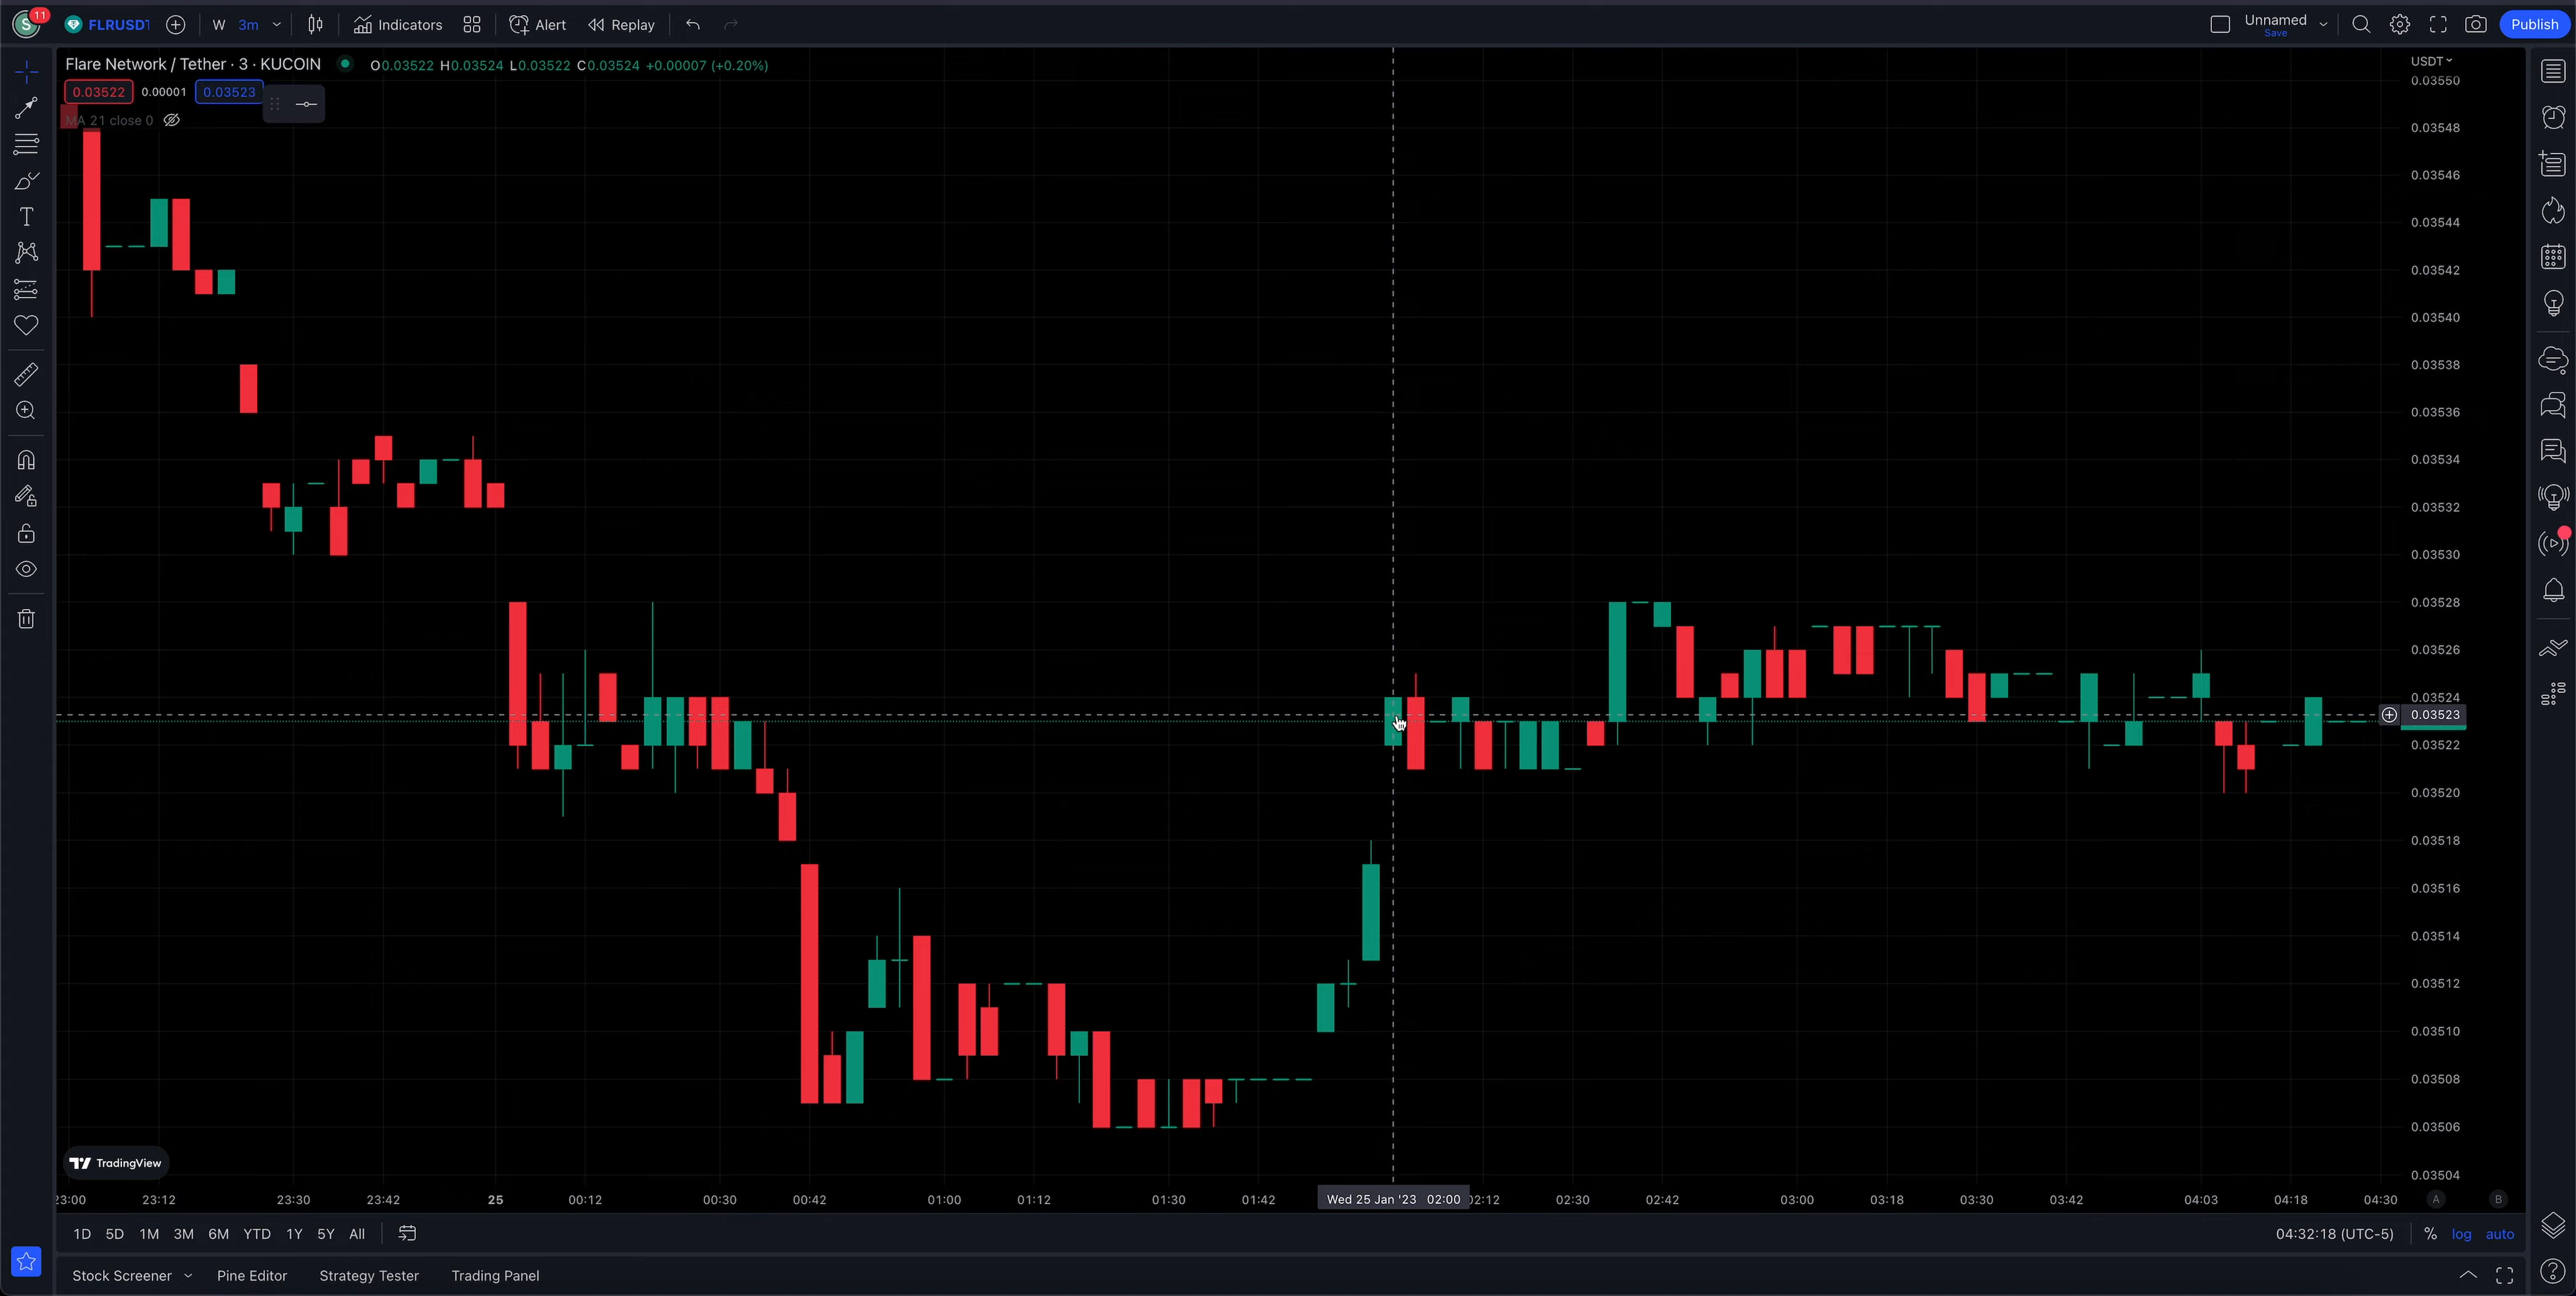 S 11 FLRUSDT W 3m Indicators Alert Replay Unnamed Save Publish
Flare Network / Tether · 3 · KUCOIN O0.03522 H0.03524 L0.03522 C0.03524 +0.00007 (+0.20%)
0.03522 0.00001 0.03523
MA 21 close 0
USDT
0.03550
0.03548
0.03546
0.03544
0.03542
0.03540
0.03538
0.03536
0.03534
0.03532
0.03530
0.03528
0.03526
0.03524
0.03523
0.03522
0.03520
0.03518
0.03516
0.03514
0.03512
0.03510
0.03508
0.03506
0.03504
TradingView
23:00 23:12 23:30 23:42 25 00:12 00:30 00:42 01:00 01:12 01:30 01:42 Wed 25 Jan '23 02:00 02:12 02:30 02:42 03:00 03:18 03:30 03:42 04:03 04:18 04:30 A B
1D 5D 1M 3M 6M YTD 1Y 5Y All 04:32:18 (UTC-5) % log auto
Stock Screener Pine Editor Strategy Tester Trading Panel